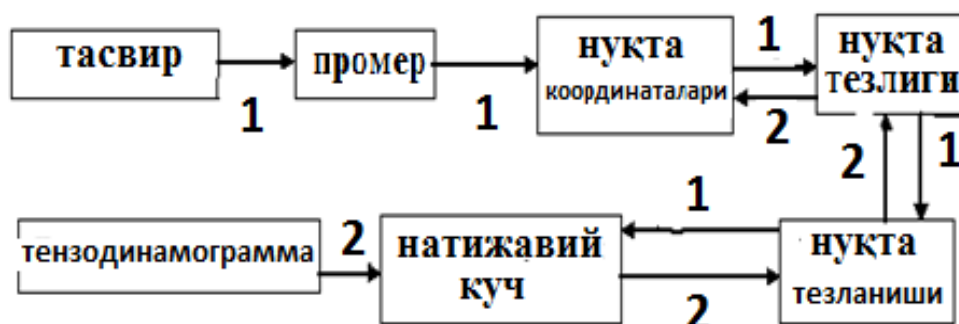 тасвир
1
промер
1
нуқта
координаталари
1
2
нуқта
тезлиги
2
1
тензодинамограмма
2
натижавий
куч
1
2
нуқта
тезланиши